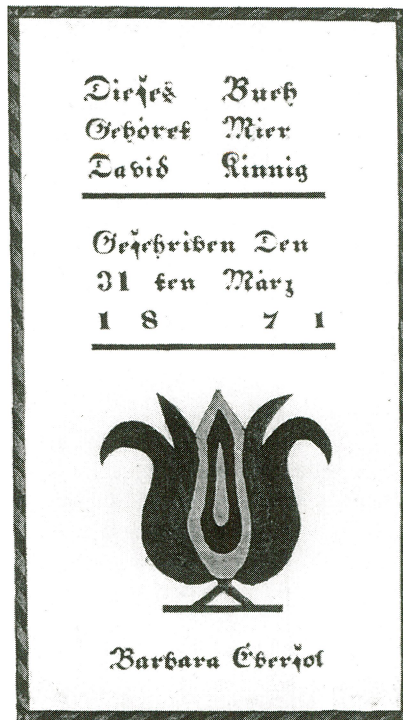 Dieses Buch
Gehöret Mier
David Kinnig
Geschriben Den
31 ten März
1 8 7 1
Barbara Ebersol